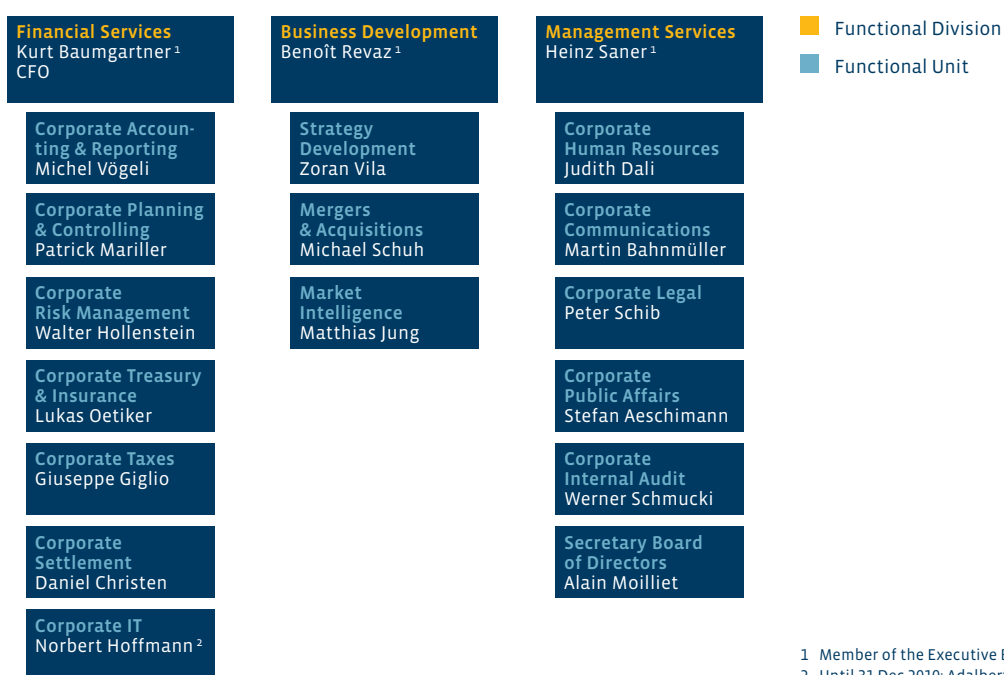 Financial Services
Kurt Baumgartner ¹
CFO
Corporate Accoun-
ting & Reporting
Michel Vögeli
Corporate Planning
& Controlling
Patrick Mariller
Corporate
Risk Management
Walter Hollenstein
Corporate Treasury
& Insurance
Lukas Oetiker
Corporate Taxes
Giuseppe Giglio
Corporate
Settlement
Daniel Christen
Corporate IT
Norbert Hoffmann ²
Business Development
Benoît Revaz ¹
Strategy
Development
Zoran Vila
Mergers
& Acquisitions
Michael Schuh
Market
Intelligence
Matthias Jung
Management Services
Heinz Saner ¹
Corporate
Human Resources
Judith Dali
Corporate
Communications
Martin Bahnmüller
Corporate Legal
Peter Schib
Corporate
Public Affairs
Stefan Aeschimann
Corporate
Internal Audit
Werner Schmucki
Secretary Board
of Directors
Alain Moilliet
Functional Division
Functional Unit
1 Member of the Executive
2 Until 31 Dec 2010: